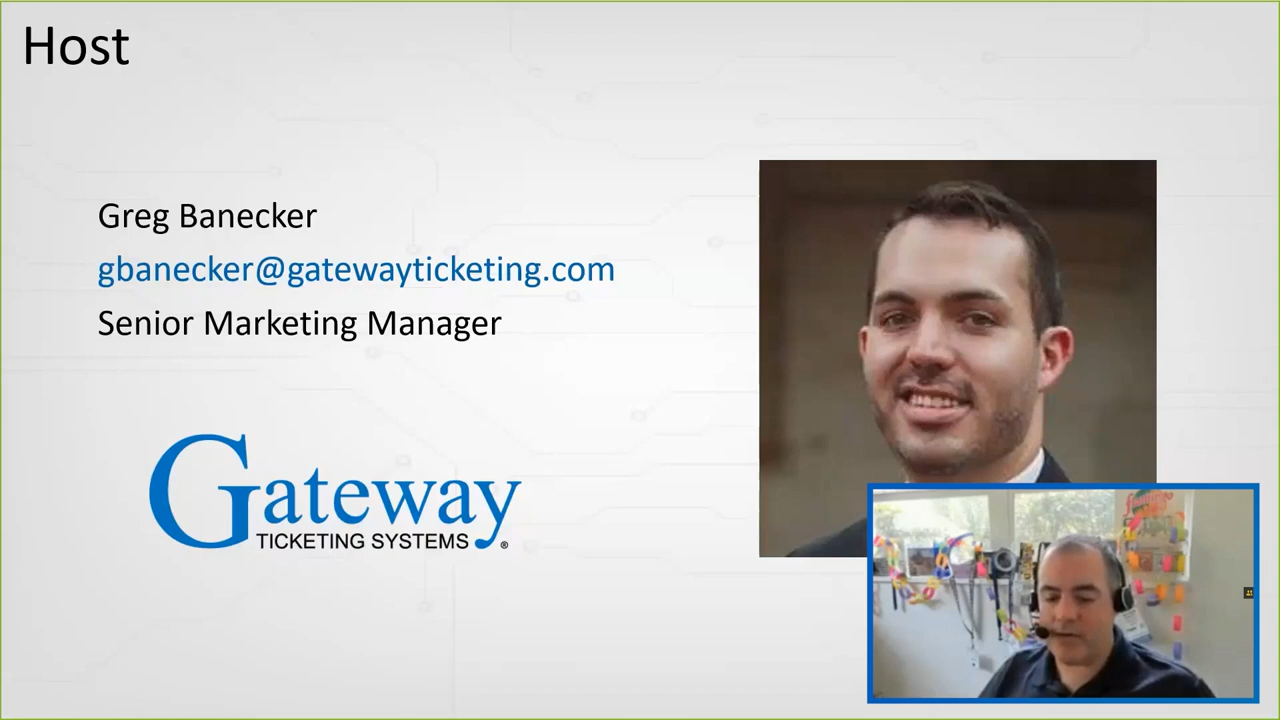 Host
Greg Banecker
gbanecker@gatewayticketing.com
Senior Marketing Manager
Gateway
TICKETING SYSTEMS®